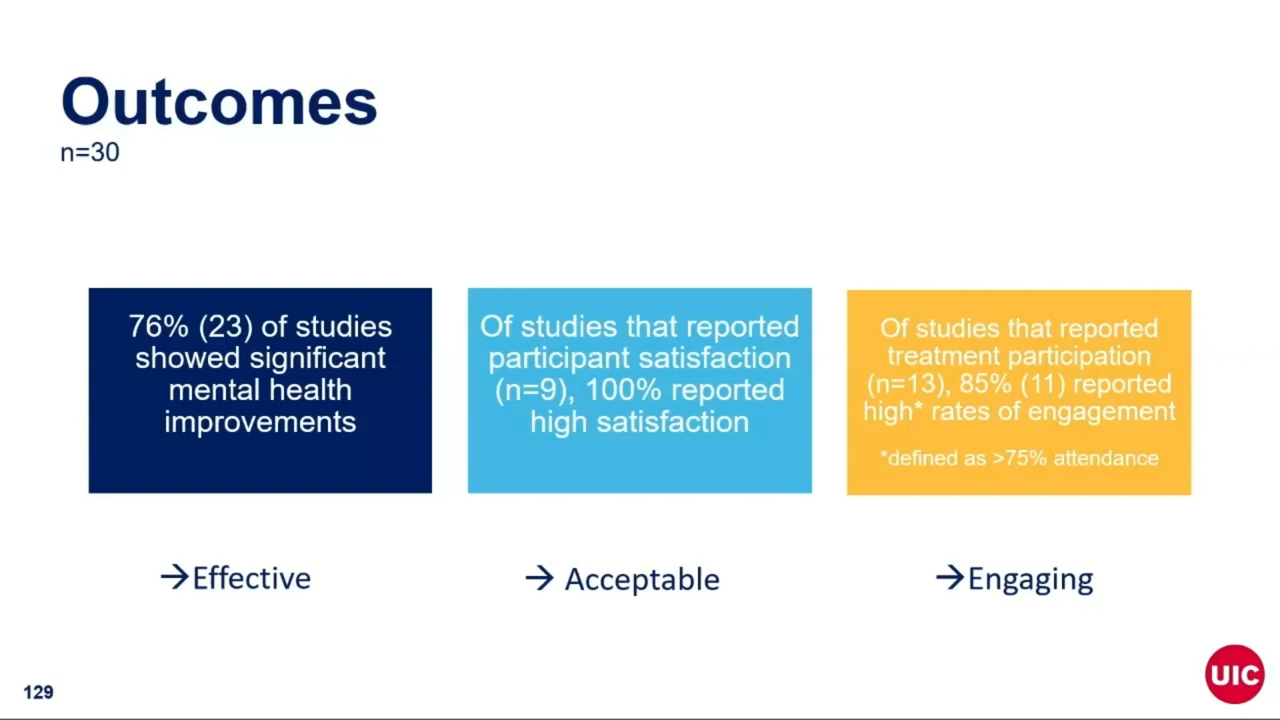 Outcomes
n=30
76% (23) of studies
showed significant
mental health
improvements
Of studies that reported
participant satisfaction
(n=9), 100% reported
high satisfaction
Of studies that reported
treatment participation
(n=13), 85% (11) reported
high* rates of engagement
*defined as >75% attendance
→Effective
→ Acceptable
→Engaging
129
UIC